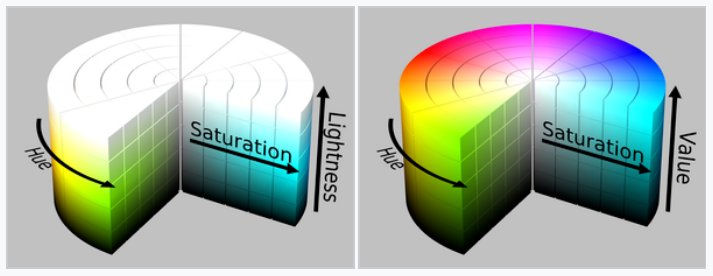 Hue
Saturation
Lightness
Hue
Saturation
Value